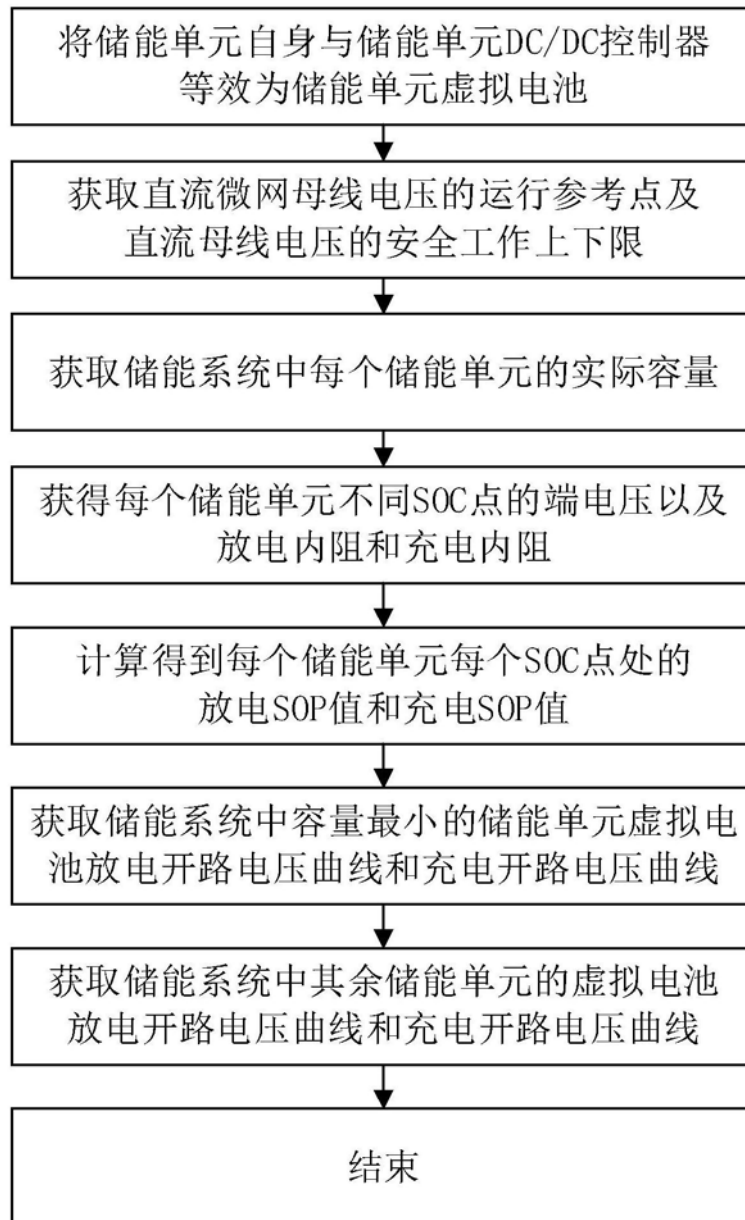 将储能单元自身与储能单元DC/DC控制器
等效为储能单元虚拟电池
获取直流微网母线电压的运行参考点及
直流母线电压的安全工作上下限
获取储能系统中每个储能单元的实际容量
获得每个储能单元不同SOC点的端电压以及
放电内阻和充电内阻
计算得到每个储能单元每个SOC点处的
放电SOP值和充电SOP值
获取储能系统中容量最小的储能单元虚拟电
池放电开路电压曲线和充电开路电压曲线
获取储能系统中其余储能单元的虚拟电池
放电开路电压曲线和充电开路电压曲线
结束